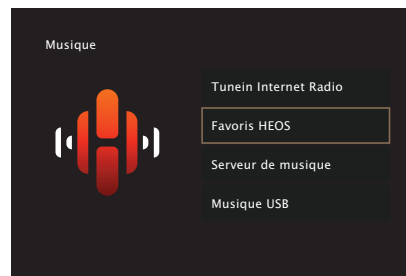 Musique
Tunein Internet Radio
Favoris HEOS
Serveur de musique
Musique USB